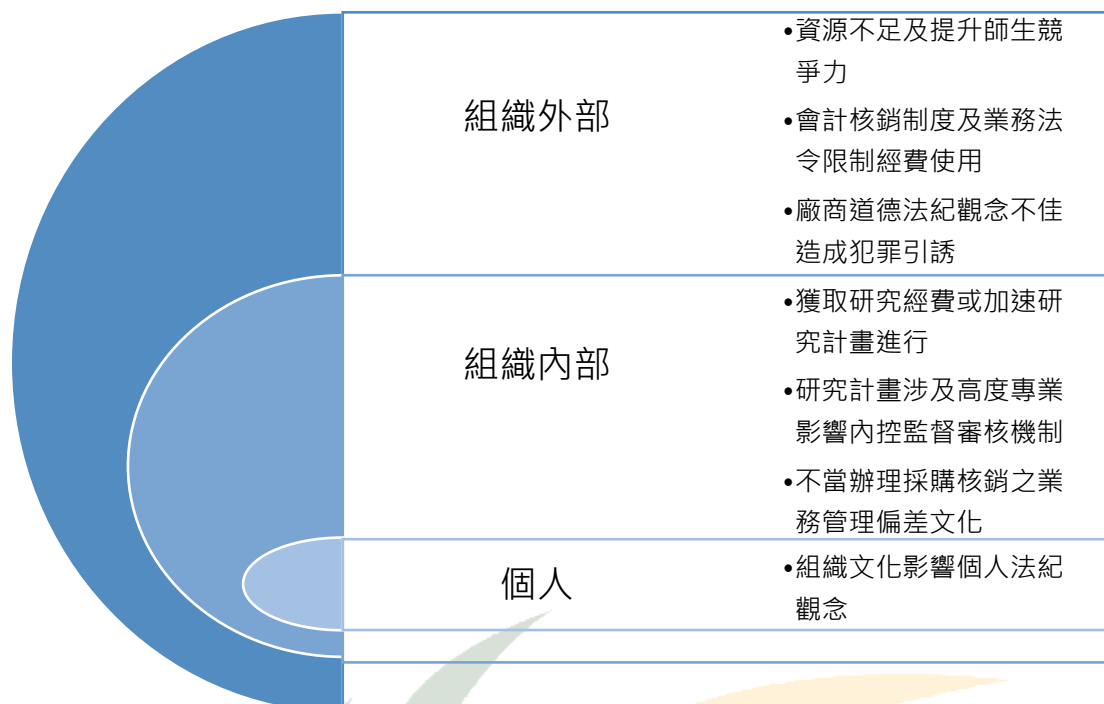 組織外部
•資源不足及提升師生競
爭力
•會計核銷制度及業務法
令限制經費使用
•廠商道德法紀觀念不佳
造成犯罪引誘
組織內部
•獲取研究經費或加速研
究計畫進行
•研究計畫涉及高度專業
影響內控監督審核機制
•不當辦理採購核銷之業
務管理偏差文化
個人
•組織文化影響個人法紀
觀念